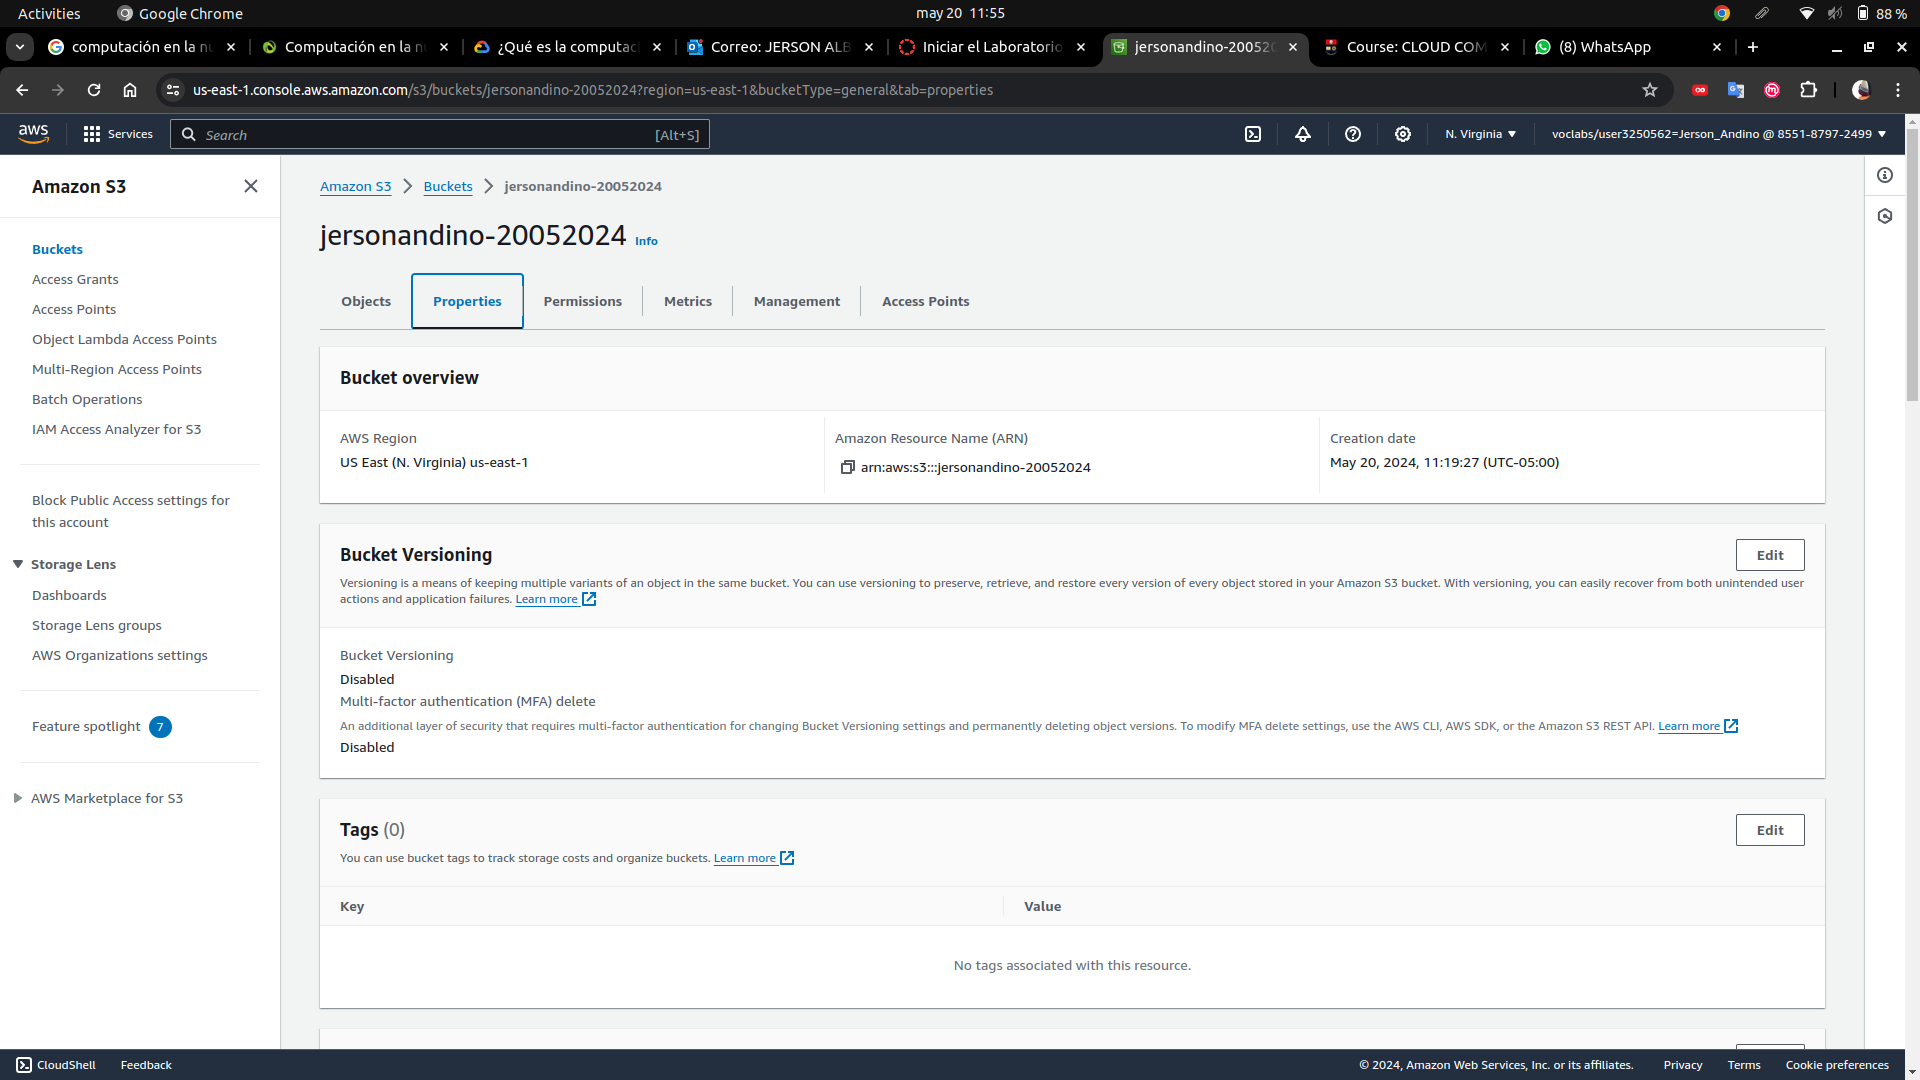 Activities
Google Chrome
may 20 11:55
88 %
computación en la nu
Computación en la n
¿Qué es la computaci
Correo: JERSON ALB
Iniciar el Laboratorio
jersonandino-200520
Course: CLOUD COM
(8) WhatsApp
us-east-1.console.aws.amazon.com/s3/buckets/jersonandino-20052024?region=us-east-1&bucketType=general&tab=properties
aws
Services
Search
[Alt+S]
N. Virginia
voclabs/user3250562=Jerson_Andino @ 8551-8797-2499
Amazon S3
Buckets
Access Grants
Access Points
Object Lambda Access Points
Multi-Region Access Points
Batch Operations
IAM Access Analyzer for S3
Block Public Access settings for
this account
Storage Lens
Dashboards
Storage Lens groups
AWS Organizations settings
Feature spotlight 7
AWS Marketplace for S3
Amazon S3 > Buckets > jersonandino-20052024
jersonandino-20052024 Info
Objects
Properties
Permissions
Metrics
Management
Access Points
Bucket overview
AWS Region
US East (N. Virginia) us-east-1
Amazon Resource Name (ARN)
arn:aws:s3:::jersonandino-20052024
Creation date
May 20, 2024, 11:19:27 (UTC-05:00)
Bucket Versioning
Edit
Versioning is a means of keeping multiple variants of an object in the same bucket. You can use versioning to preserve, retrieve, and restore every version of every object stored in your Amazon S3 bucket. With versioning, you can easily recover from both unintended user
actions and application failures. Learn more
Bucket Versioning
Disabled
Multi-factor authentication (MFA) delete
An additional layer of security that requires multi-factor authentication for changing Bucket Versioning settings and permanently deleting object versions. To modify MFA delete settings, use the AWS CLI, AWS SDK, or the Amazon S3 REST API. Learn more
Disabled
Tags (0)
Edit
You can use bucket tags to track storage costs and organize buckets. Learn more
Key
Value
No tags associated with this resource.
CloudShell
Feedback
© 2024, Amazon Web Services, Inc. or its affiliates.
Privacy
Terms
Cookie preferences